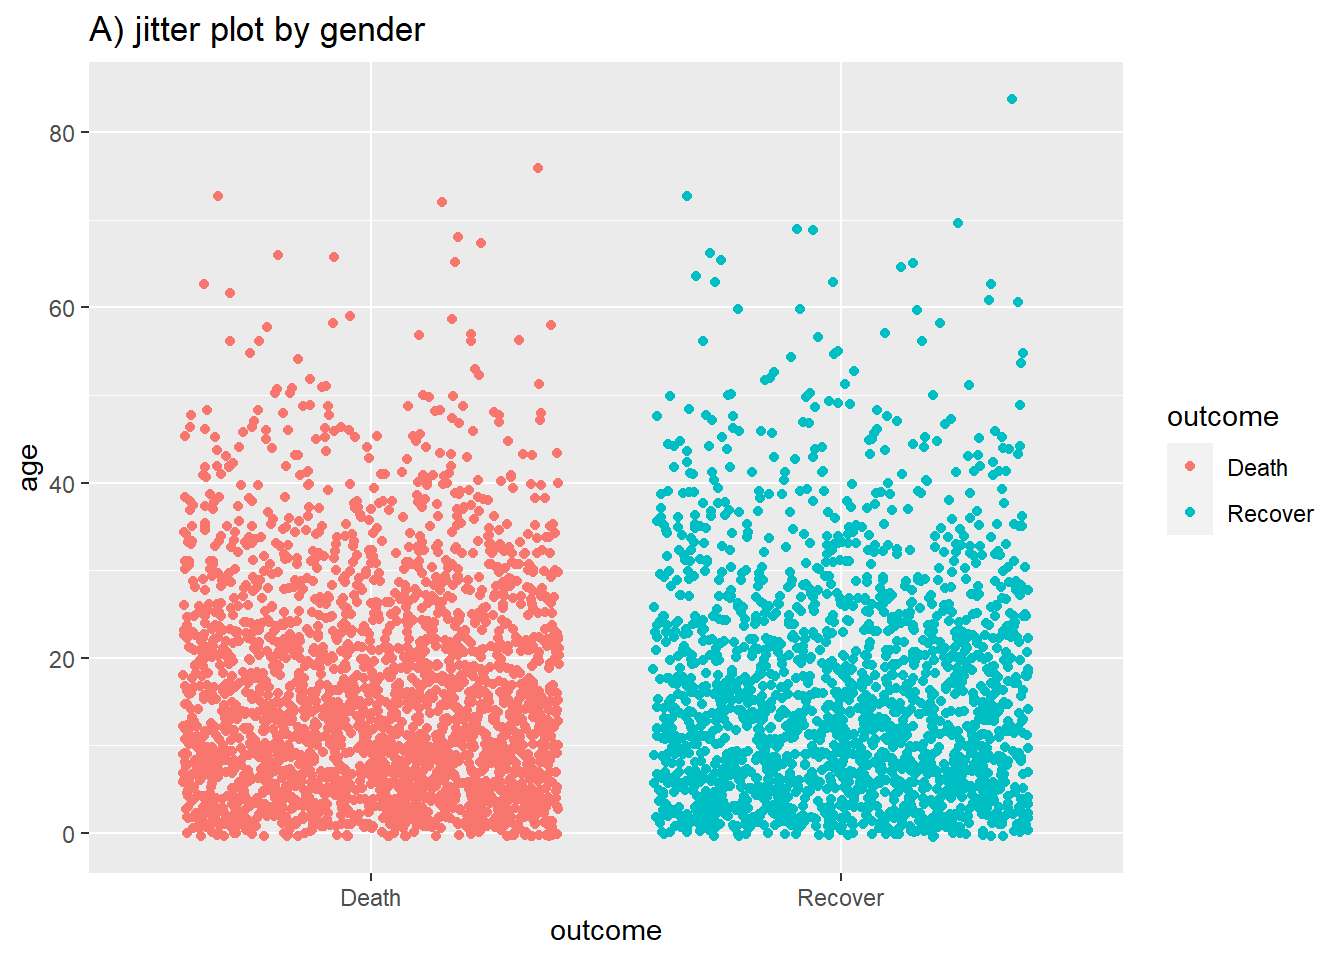 A) jitter plot by gender
age
80
60
40
20
0
Death
Recover
outcome
outcome
Death
Recover